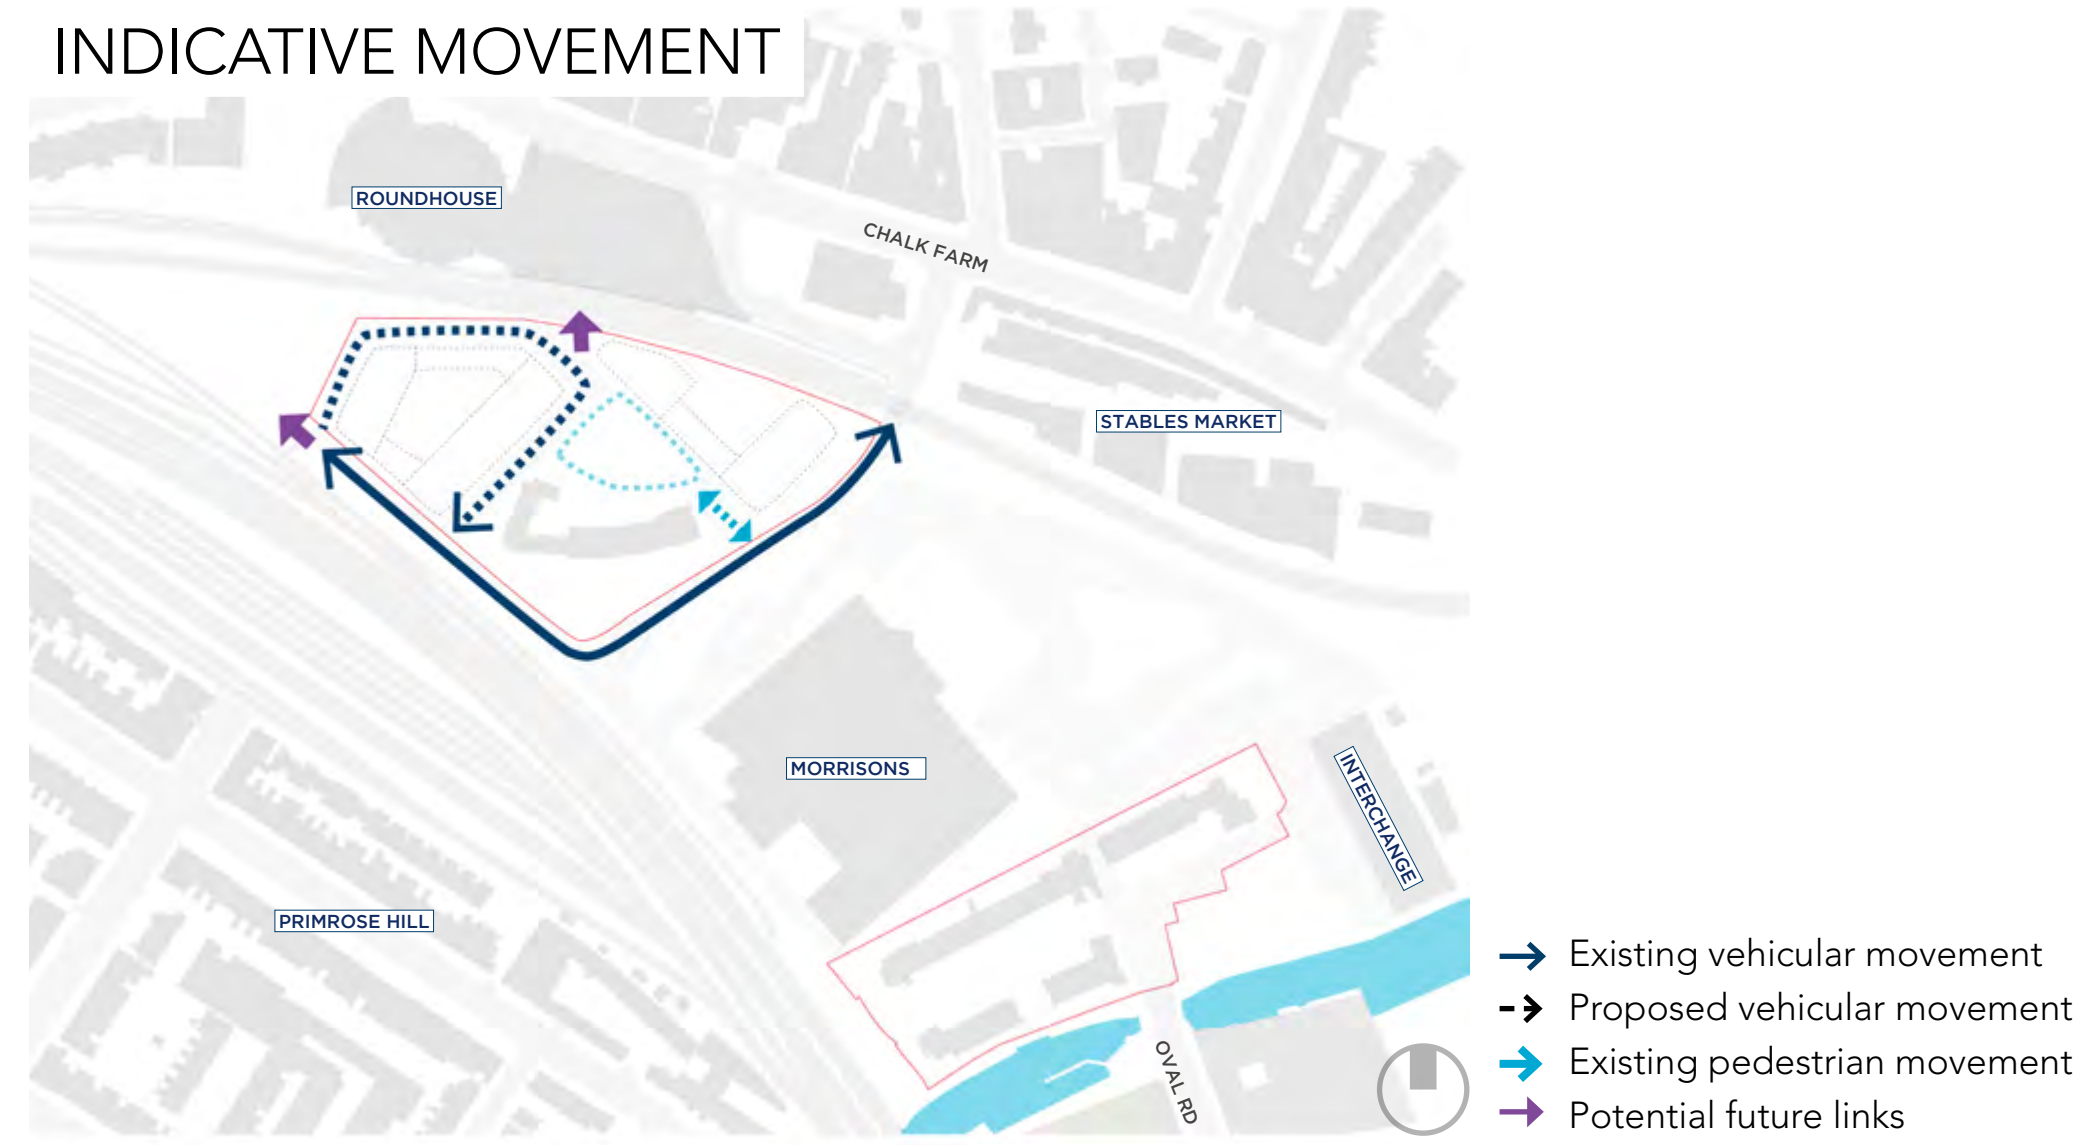 INDICATIVE MOVEMENT
ROUNDHOUSE
CHALK FARM
STABLES MARKET
MORRISONS
INTERCHANGE
PRIMROSE HILL
OVAL RD
Existing vehicular movement
Proposed vehicular movement
Existing pedestrian movement
Potential future links